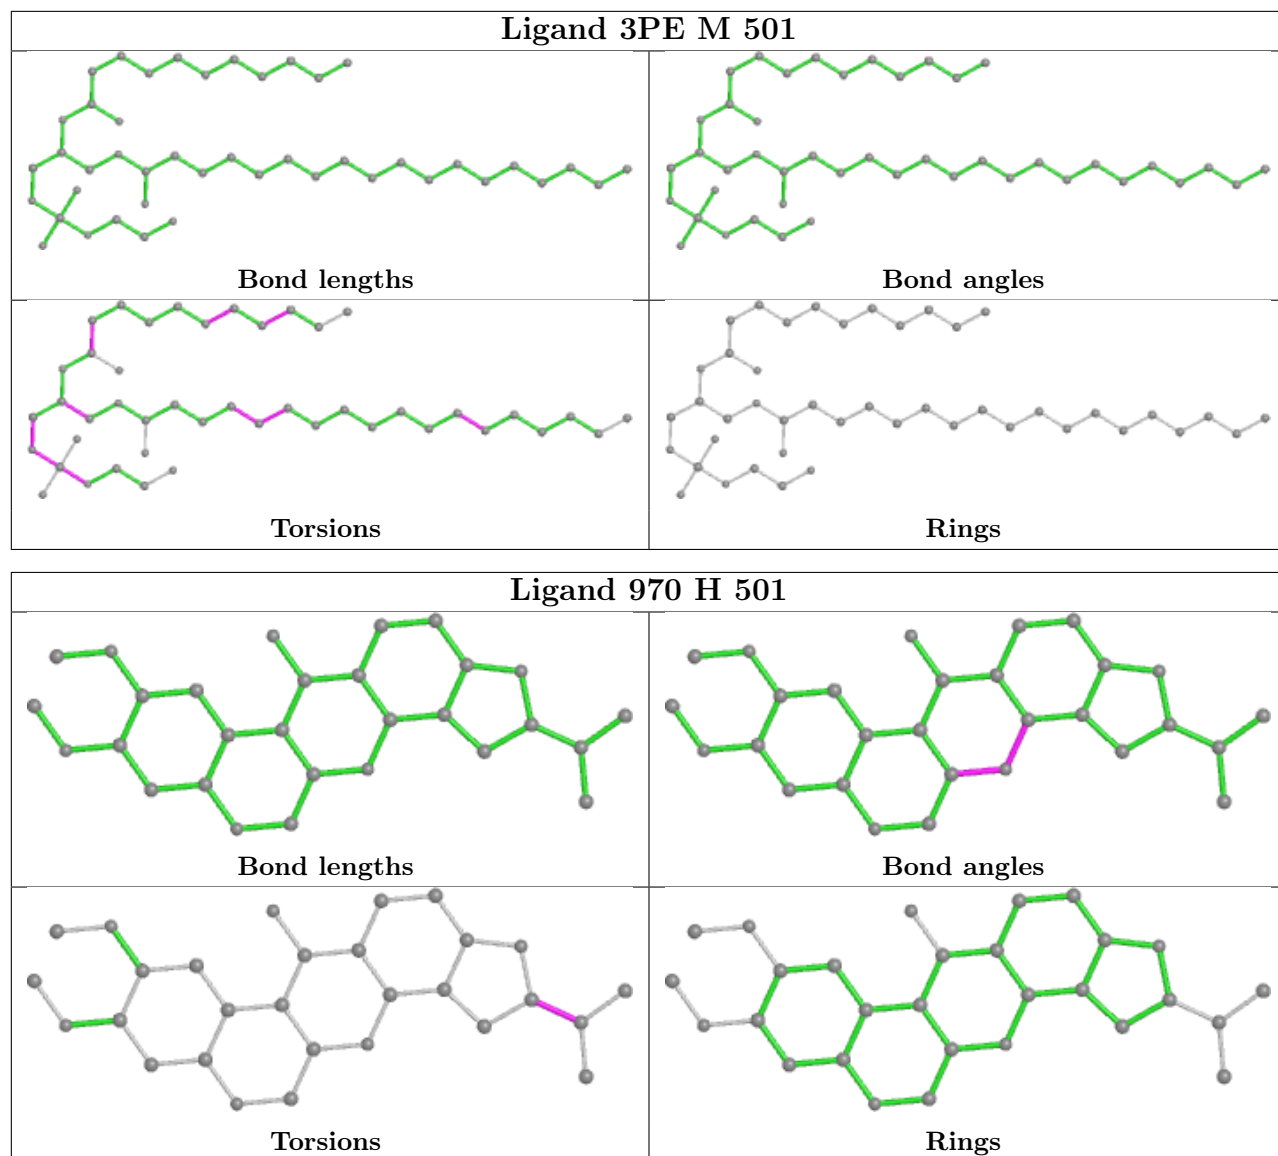 Ligand 3PE M 501
Bond lengths
Bond angles
Torsions
Rings
Ligand 970 H 501
Bond lengths
Bond angles
Torsions
Rings